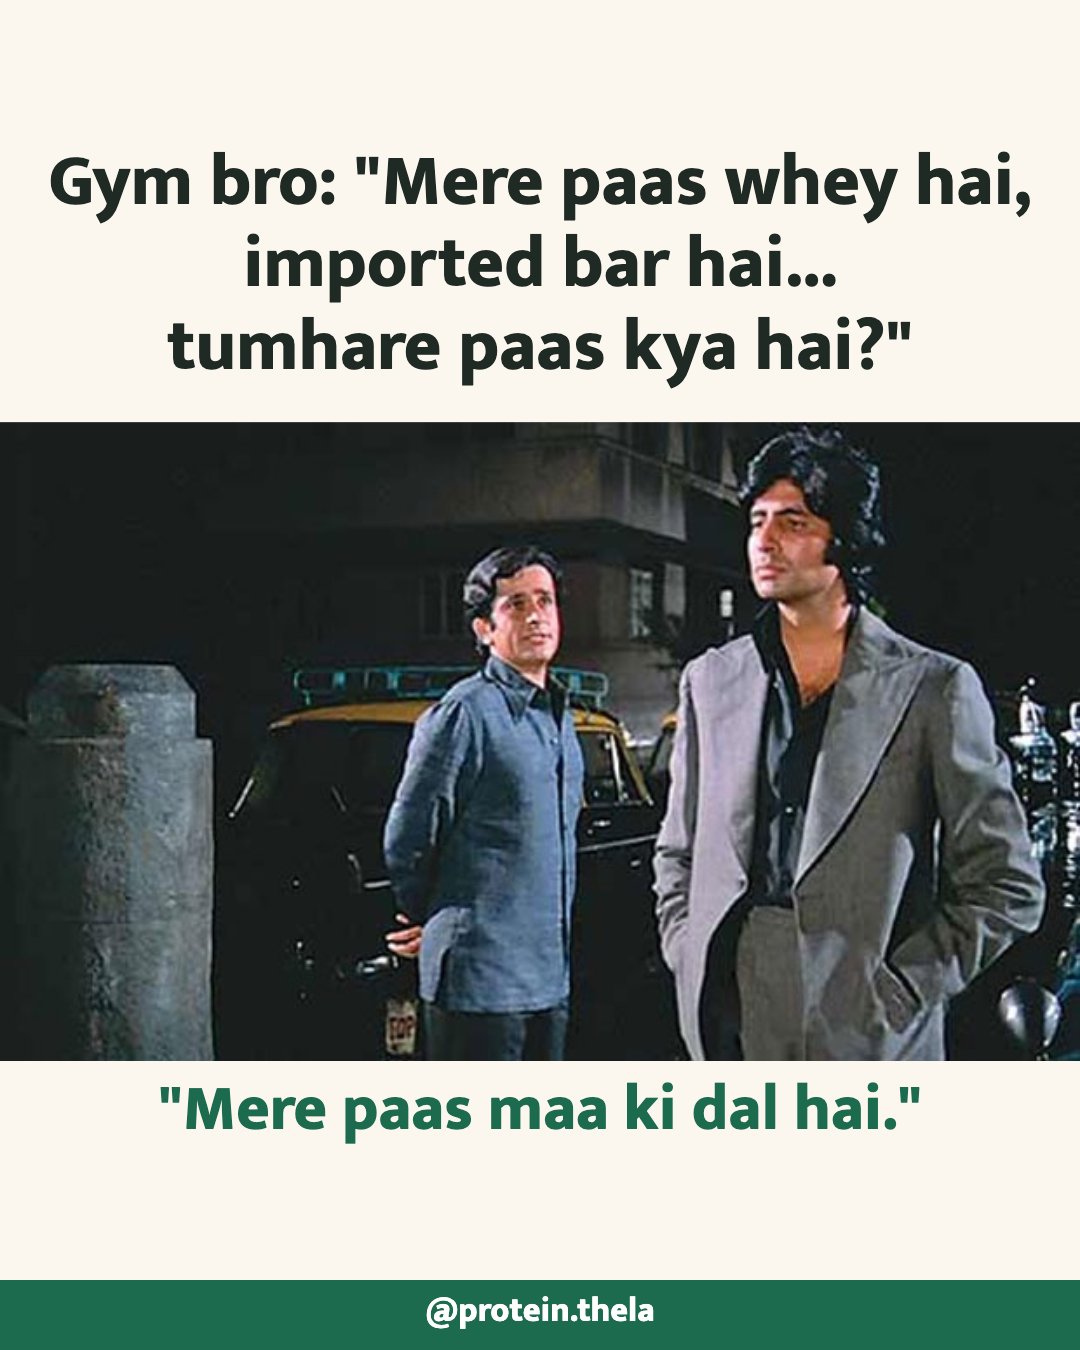 Gym bro: "Mere paas whey hai,
imported bar hai...
tumhare paas kya hai?"
"Mere paas maa ki dal hai."
@protein.thela